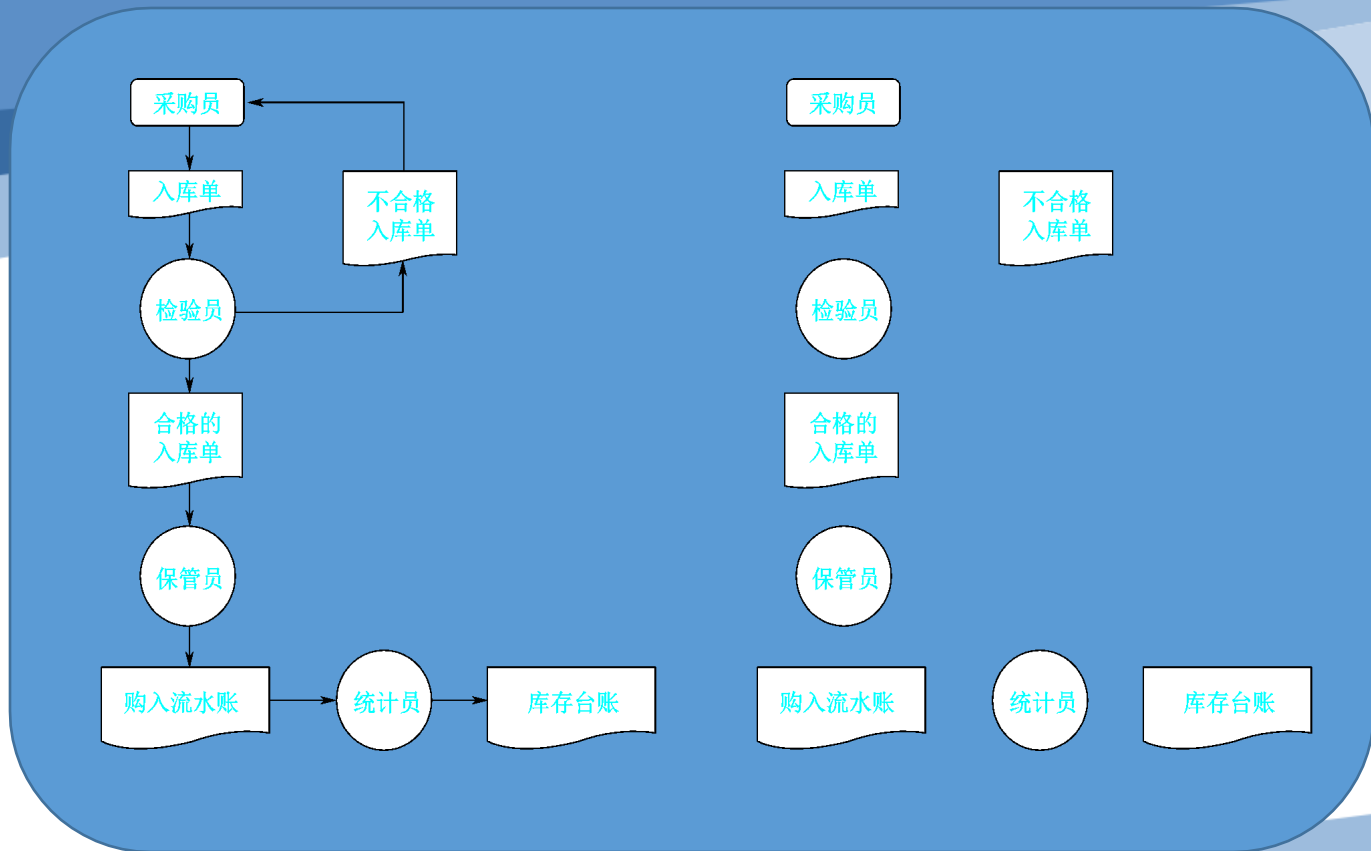 采购员
入库单
不合格
入库单
检验员
合格的
入库单
保管员
购入流水账
统计员
库存台账
采购员
入库单
不合格
入库单
检验员
合格的
入库单
保管员
购入流水账
统计员
库存台账